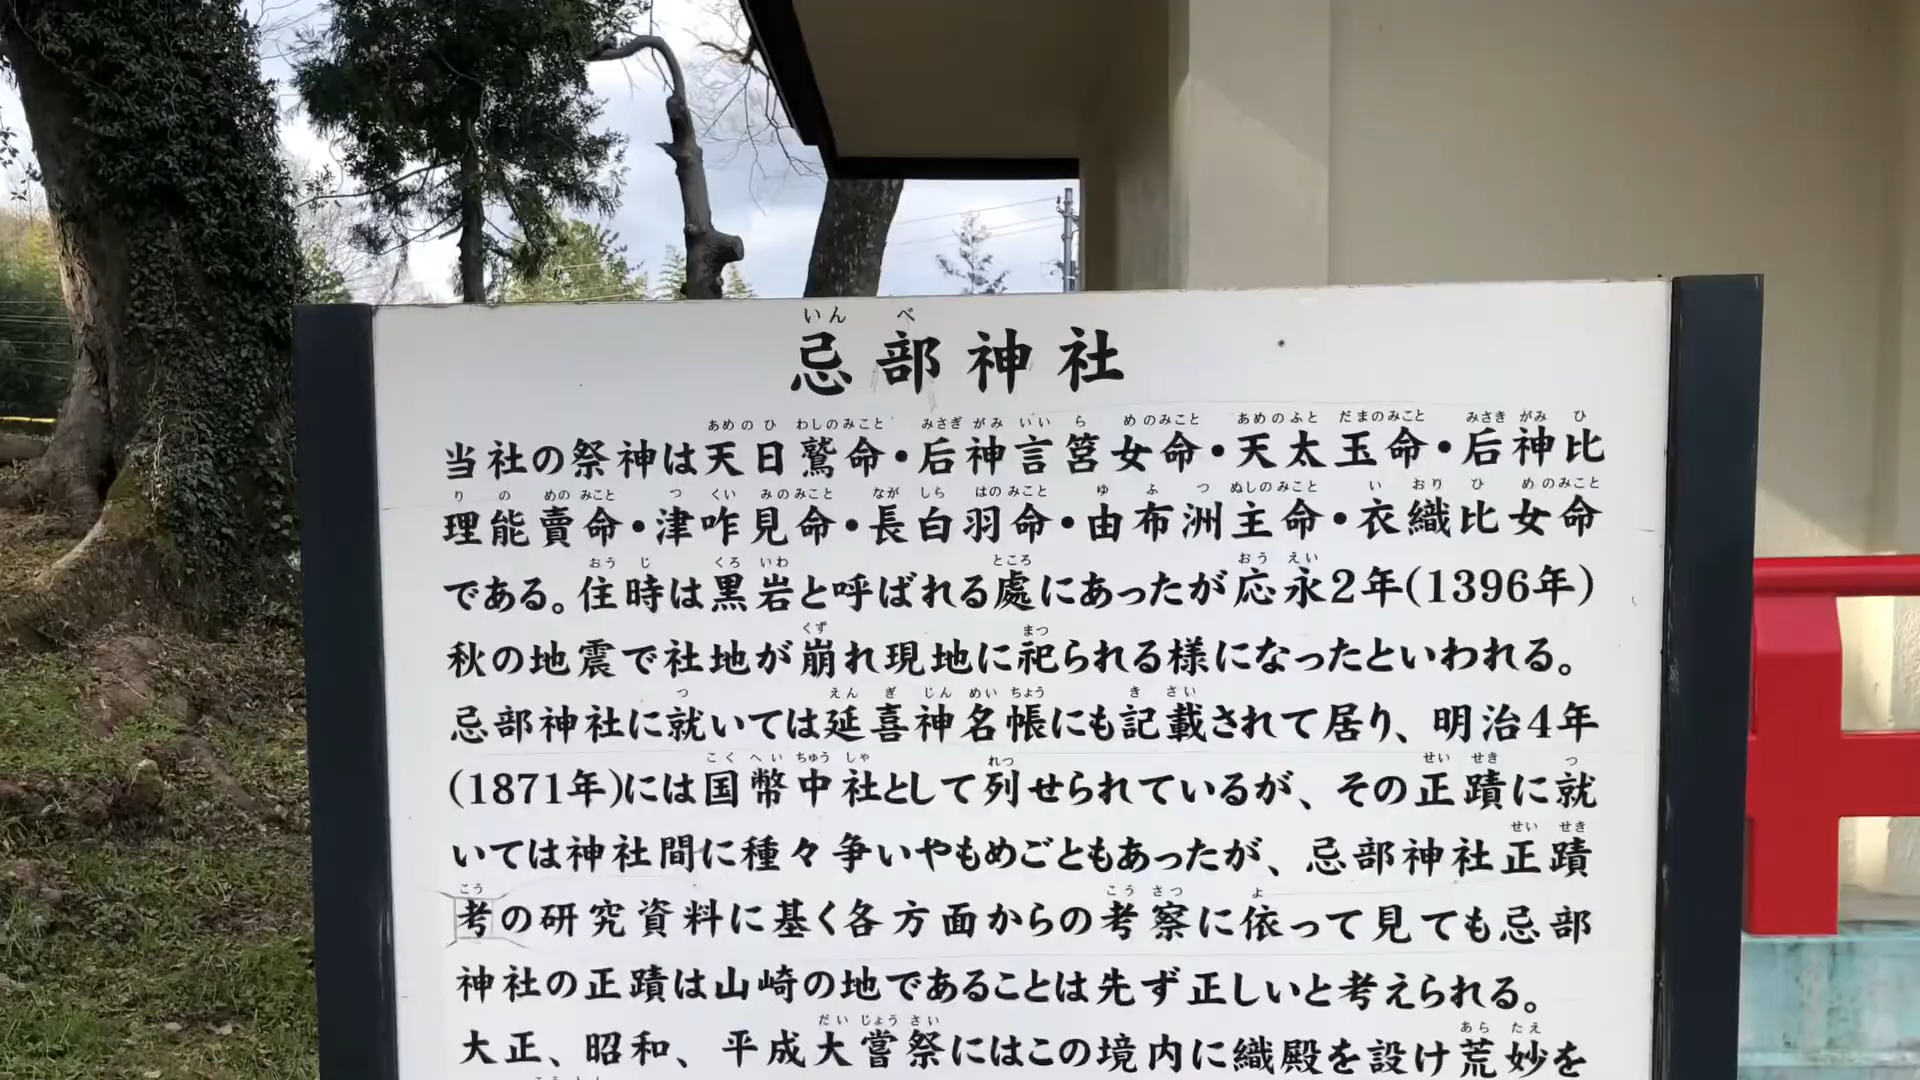 いん べ
忌部神社
あめ の ひ わしのみこと みさぎ がみ いい ら めのみこと あめのふと だまのみこと みさき がみ ひ
当社の祭神は天日鷲命・后神言筥女命・天太玉命・后神比
り の めの みこと つ くい みのみこと なが しら はの みこと ゆ ふ つ ぬしのみこと い おり ひ めのみこと
理能賣命・津咋見命・長白羽命・由布洲主命・衣織比女命
おう じ くろ いわ ところ おう えい
である。住時は黒岩と呼ばれる處にあったが応永2年(1396年)
くず まつ
秋の地震で社地が崩れ現地に祀られる様になったといわれる。
つ えん ぎ じん めい ちょう き さい
忌部神社に就いては延喜神名帳にも記載されて居り、明治4年
こく へい ちゅう しゃ れつ せい せき つ
(1871年)には国幣中社として列せられているが、その正蹟に就
せい せき
いては神社間に種々争いやもめごともあったが、忌部神社正蹟
こう こう さつ よ
考の研究資料に基く各方面からの考察に依って見ても忌部
神社の正蹟は山崎の地であることは先ず正しいと考えられる。
だい じょう さい あら たえ
大正、昭和、平成大嘗祭にはこの境内に織殿を設け荒妙を